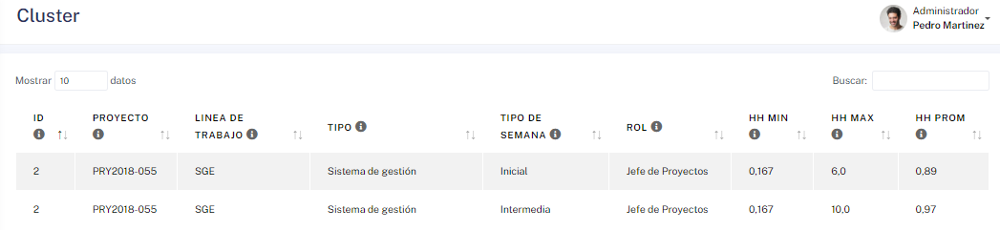 Cluster
Administrador
Pedro Martinez
Mostrar 10 datos
Buscar:
ID PROYECTO LINEA DE TRABAJO TIPO TIPO DE SEMANA ROL HH MIN HH MAX HH PROM
2 PRY2018-055 SGE Sistema de gestión Inicial Jefe de Proyectos 0,167 6,0 0,89
2 PRY2018-055 SGE Sistema de gestión Intermedia Jefe de Proyectos 0,167 10,0 0,97